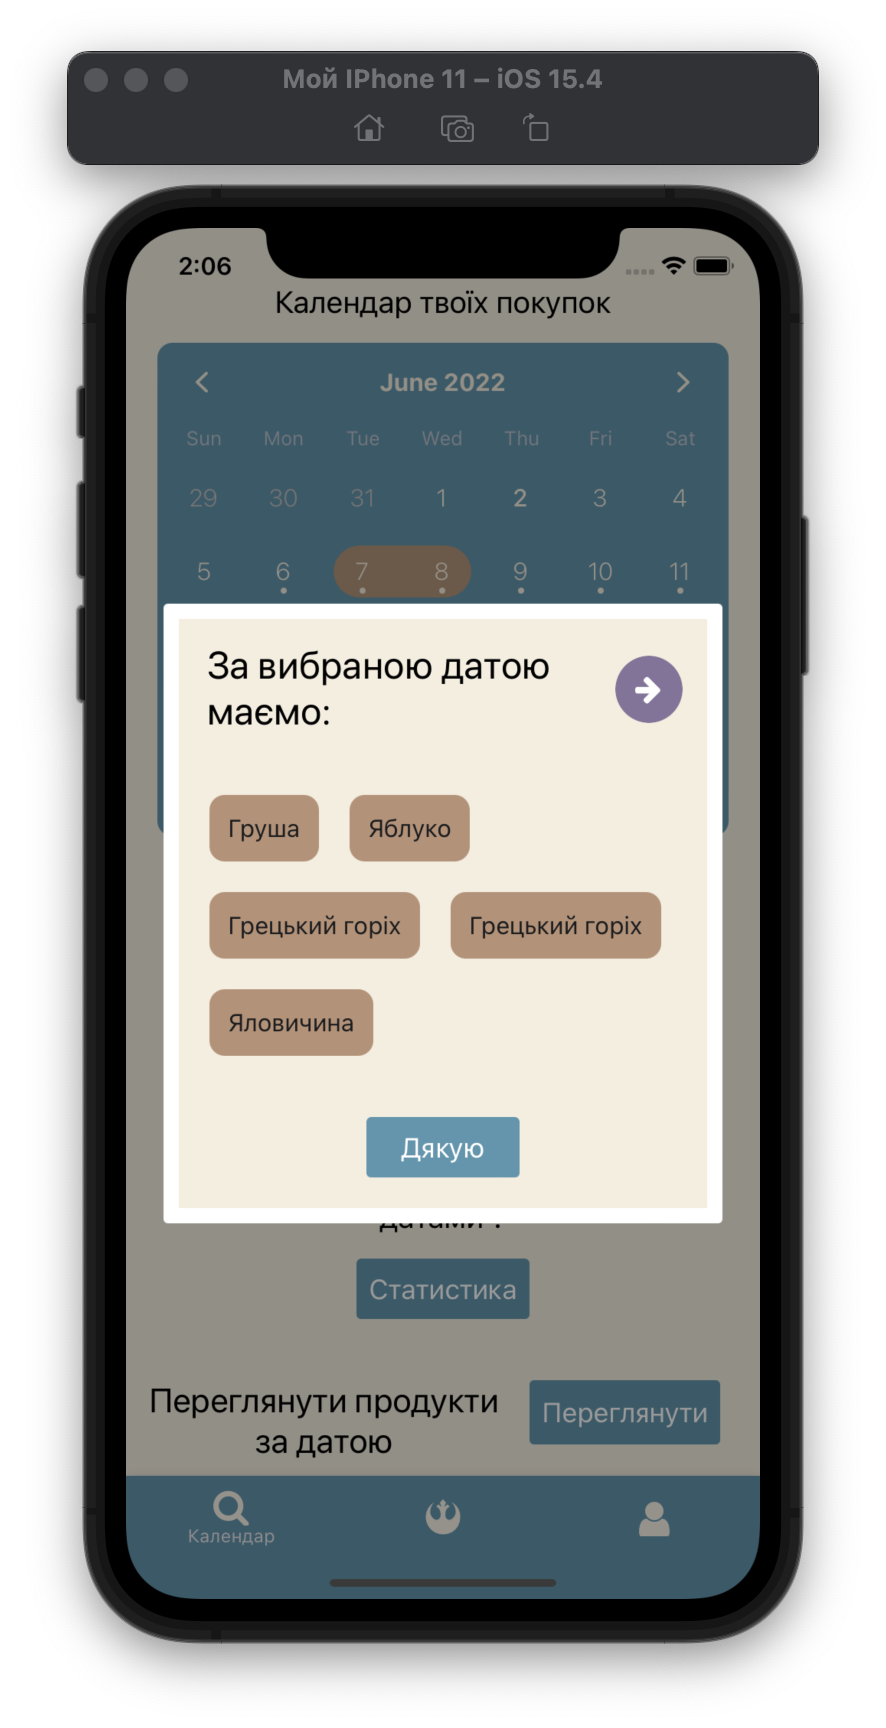 Мой IPhone 11 – iOS 15.4
2:06
Календар твоїх покупок
June 2022
Sun Mon Tue Wed Thu Fri Sat
29 30 31 1 2 3 4
5 6 7 8 9 10 11
За вибраною датою
маємо:
Груша Яблуко
Грецький горіх Грецький горіх
Яловичина
Дякую
Статистика
Переглянути продукти
за датою
Переглянути
Календар